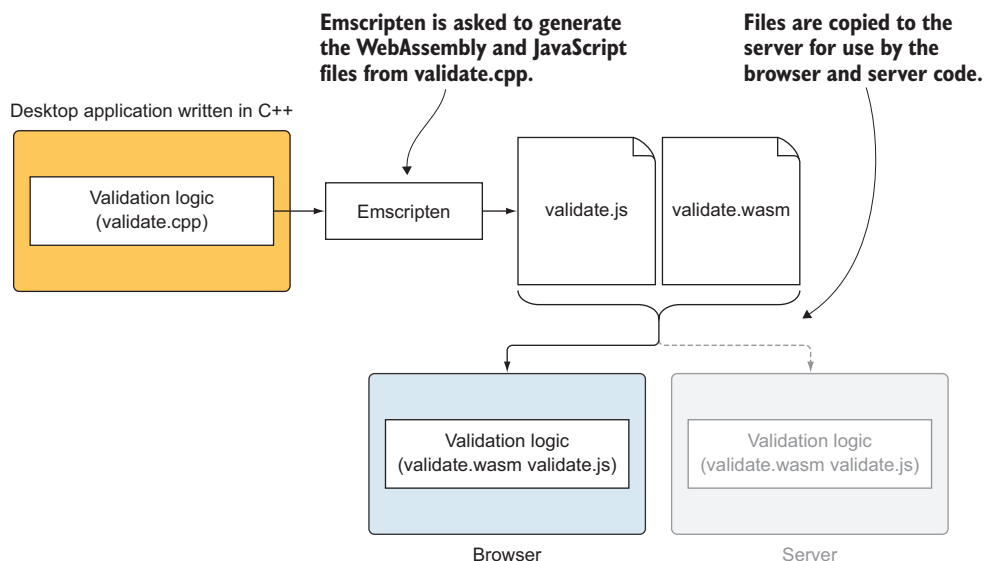 Emscripten is asked to generate
the WebAssembly and JavaScript
files from validate.cpp.
Files are copied to the
server for use by the
browser and server code.
Desktop application written in C++
Validation logic
(validate.cpp)
Emscripten
validate.js
validate.wasm
Validation logic
(validate.wasm validate.js)
Browser
Validation logic
(validate.wasm validate.js)
Server